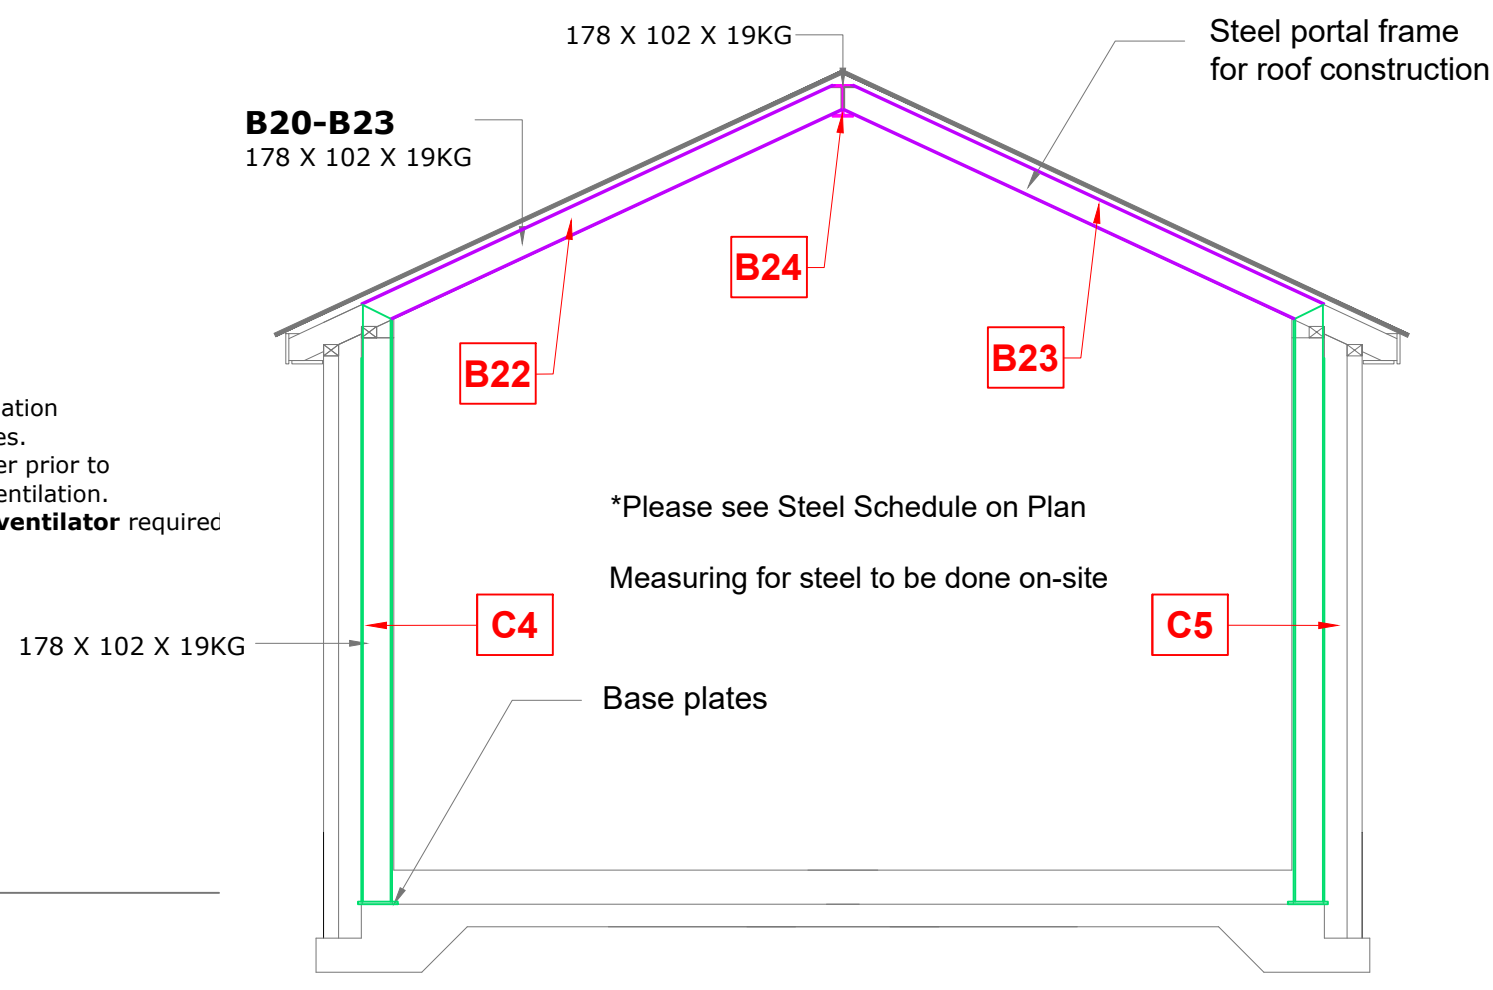 178 X 102 X 19KG
Steel portal frame
for roof construction
B20-B23
178 X 102 X 19KG
B24
B22
B23
ation
es.
er prior to
entilation.
ventilator required
*Please see Steel Schedule on Plan
Measuring for steel to be done on-site
C4
C5
178 X 102 X 19KG
Base plates